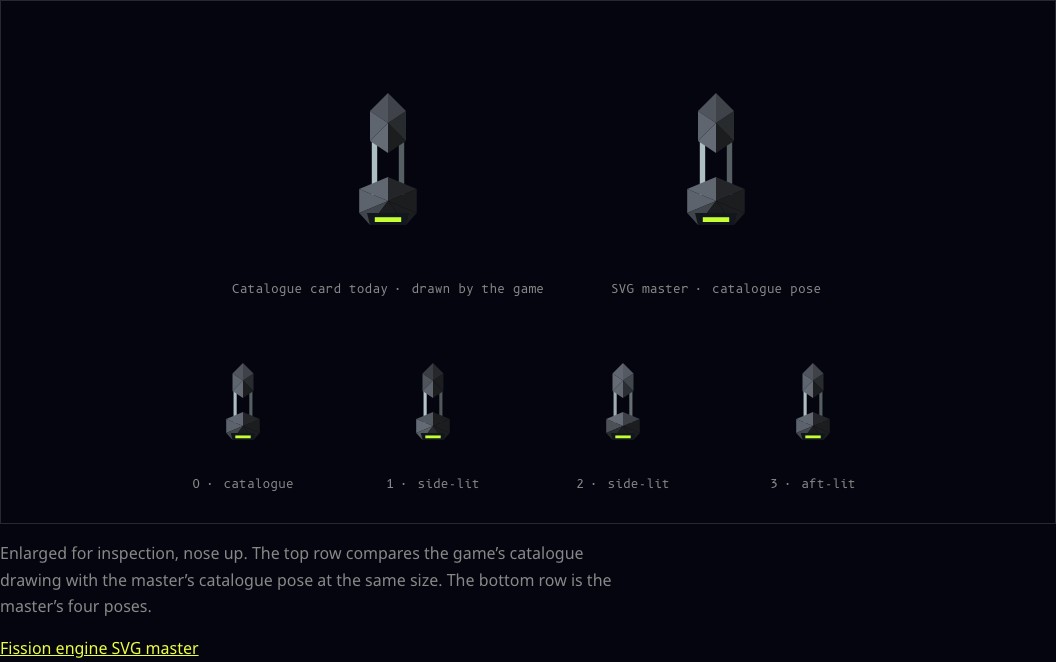 Catalogue card today · drawn by the game
SVG master · catalogue pose
0 · catalogue
1 · side-lit
2 · side-lit
3 · aft-lit
Enlarged for inspection, nose up. The top row compares the game’s catalogue
drawing with the master’s catalogue pose at the same size. The bottom row is the
master’s four poses.
Fission engine SVG master